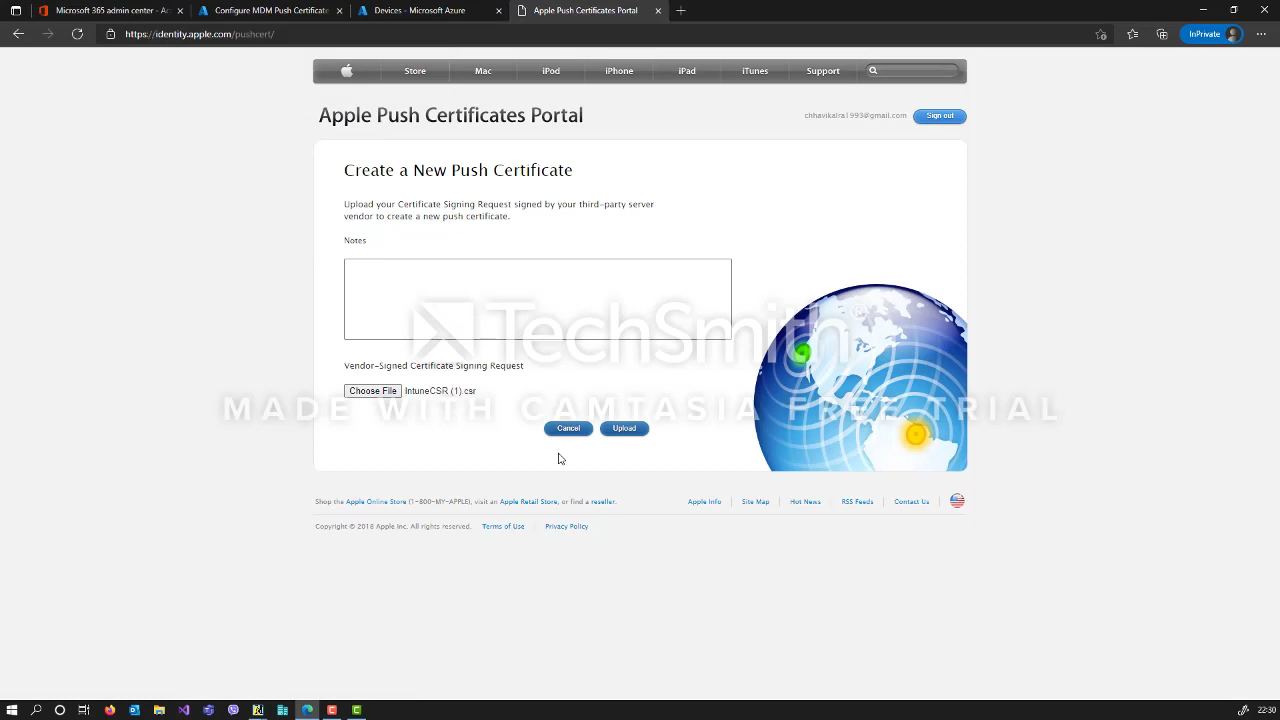 Microsoft 365 admin center - Ac
Configure MDM Push Certificate
Devices - Microsoft Azure
Apple Push Certificates Portal
https://identity.apple.com/pushcert/
InPrivate
Store
Mac
iPod
iPhone
iPad
iTunes
Support
Apple Push Certificates Portal
chhavikalra1993@gmail.com
Sign out
Create a New Push Certificate
Upload your Certificate Signing Request signed by your third-party server
vendor to create a new push certificate.
Notes
TechSmith
Vendor-Signed Certificate Signing Request
Choose File IntuneCSR (1).csr
MADE WITH CAMTASIA FREE TRIAL
Cancel
Upload
Shop the Apple Online Store (1-800-MY-APPLE), visit an Apple Retail Store, or find a reseller.
Apple Info
Site Map
Hot News
RSS Feeds
Contact Us
Copyright © 2018 Apple Inc. All rights reserved.
Terms of Use
Privacy Policy
22:30